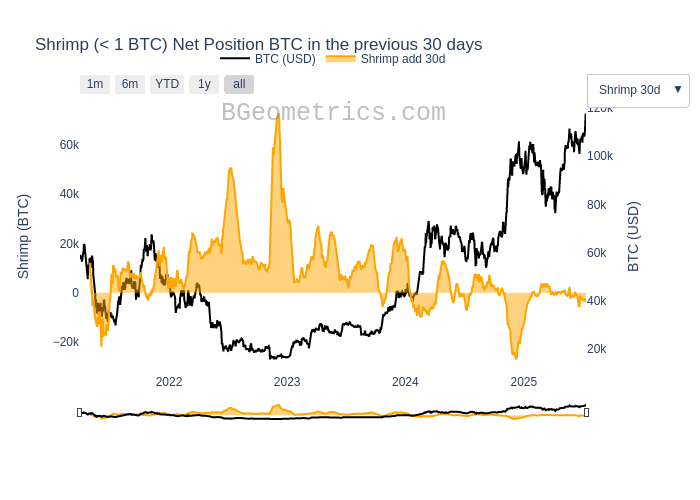 Shrimp (< 1 BTC) Net Position BTC in the previous 30 days
BTC (USD) Shrimp add 30d
1m 6m YTD 1y all
Shrimp 30d ▼
BGeometrics.com
60k
40k
20k
0
−20k
Shrimp (BTC)
120k
100k
80k
60k
40k
20k
BTC (USD)
2022 2023 2024 2025